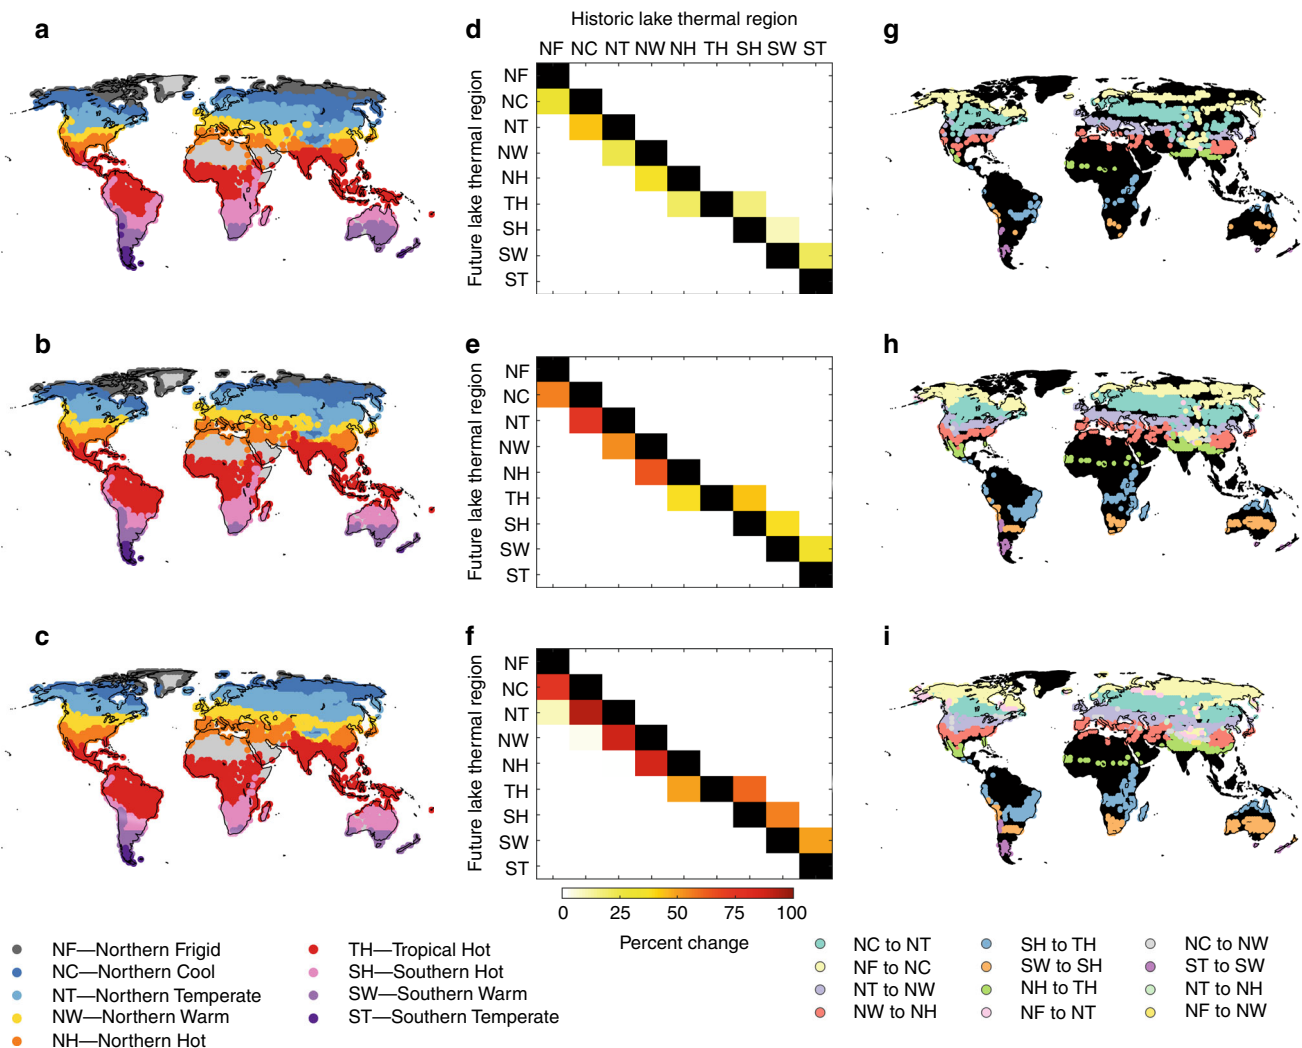 a
d
Historic lake thermal region
g
NF NC NT NW NH TH SH SW ST
Future lake thermal region
NF
NC
NT
NW
NH
TH
SH
SW
ST
b
e
h
Future lake thermal region
NF
NC
NT
NW
NH
TH
SH
SW
ST
c
f
i
Future lake thermal region
NF
NC
NT
NW
NH
TH
SH
SW
ST
0 25 50 75 100
Percent change
NF—Northern Frigid
NC—Northern Cool
NT—Northern Temperate
NW—Northern Warm
NH—Northern Hot
TH—Tropical Hot
SH—Southern Hot
SW—Southern Warm
ST—Southern Temperate
NC to NT
NF to NC
NT to NW
NW to NH
SH to TH
SW to SH
NH to TH
NF to NT
NC to NW
ST to SW
NT to NH
NF to NW